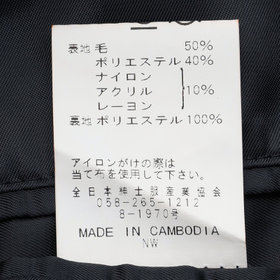 表地 毛 50%
ポリエステル 40%
ナイロン
アクリル 10%
レーヨン
裏地 ポリエステル 100%
アイロンがけの際は
当て布を使用して下さい。
全日本紳士服産業協会
058-265-1212
8-1970号
MADE IN CAMBODIA
NW